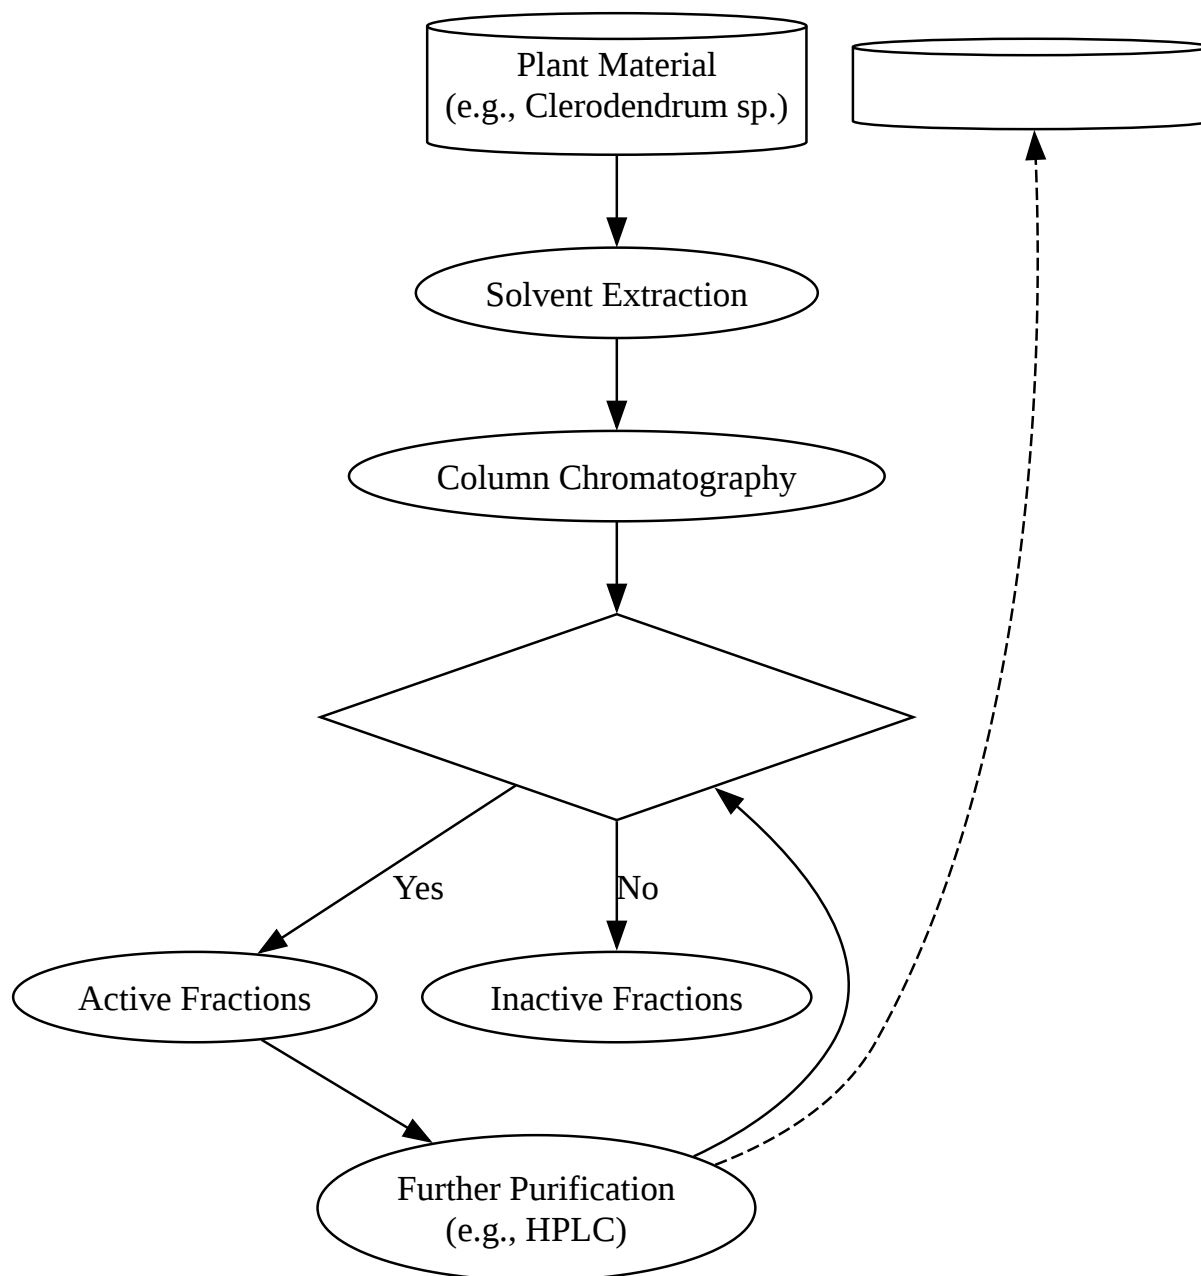 Plant Material
(e.g., Clerodendrum sp.)
Solvent Extraction
Column Chromatography
Yes
No
Active Fractions
Inactive Fractions
Further Purification
(e.g., HPLC)